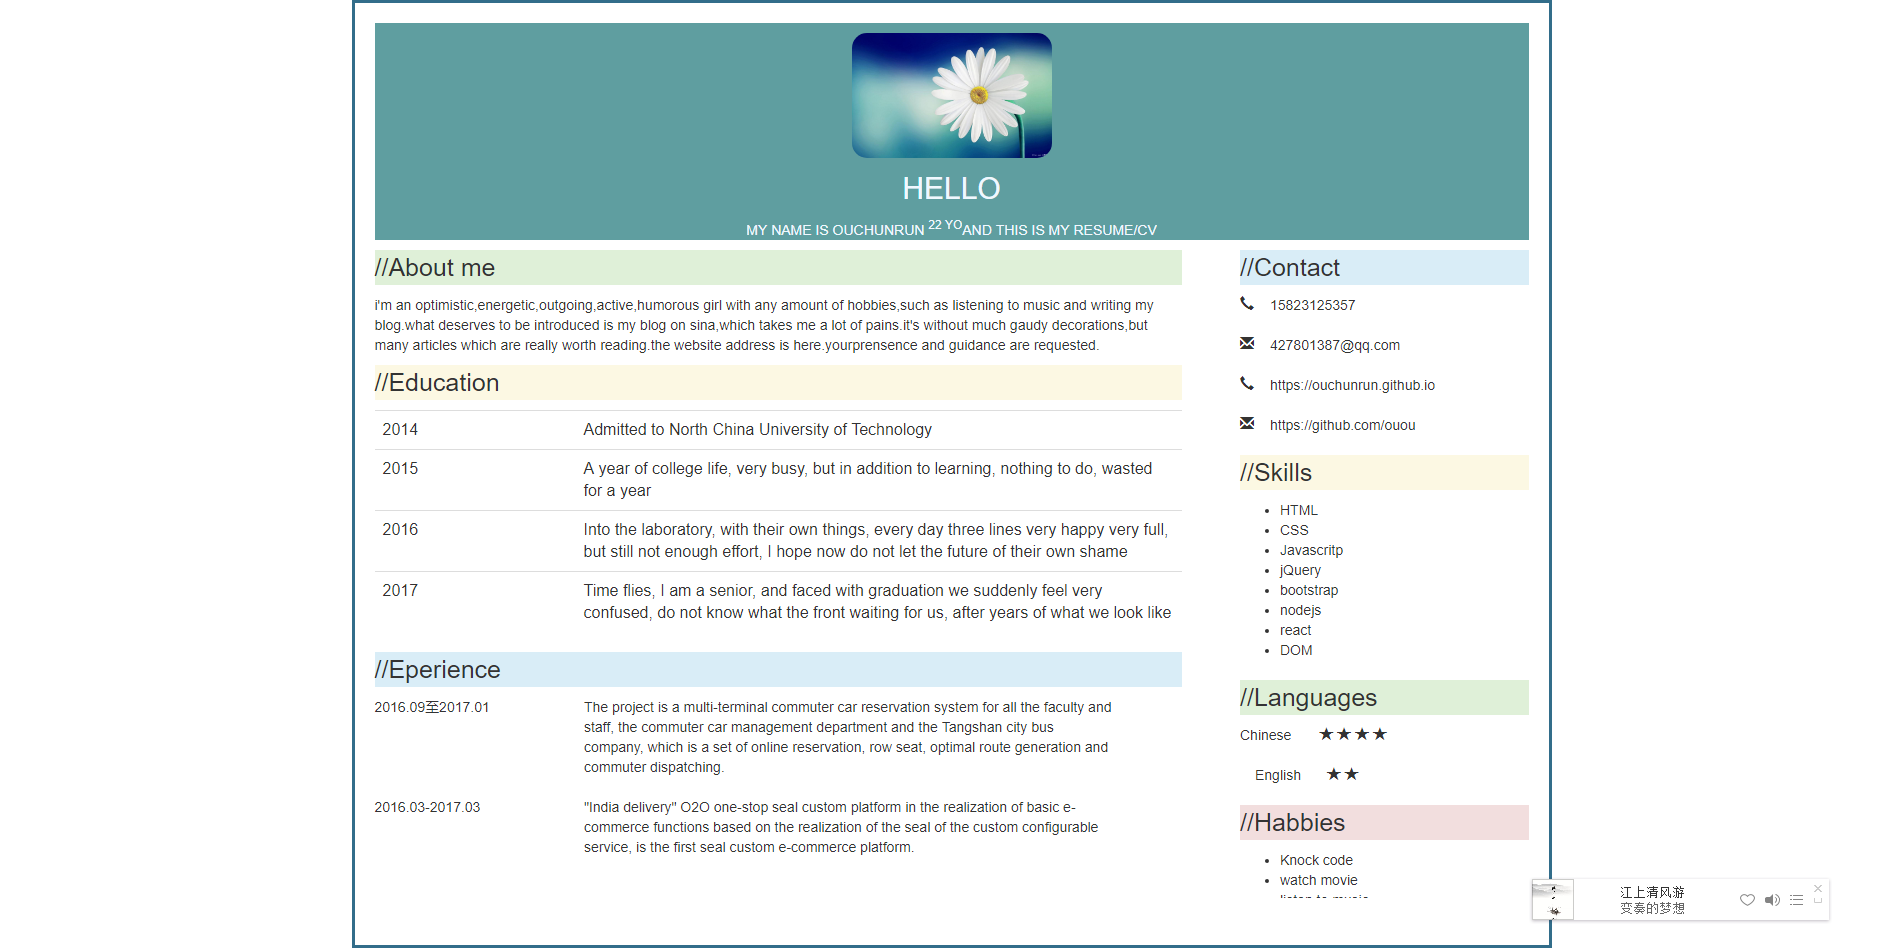 HELLO
MY NAME IS OUCHUNRUN 22 YOAND THIS IS MY RESUME/CV
//About me
i'm an optimistic,energetic,outgoing,active,humorous girl with any amount of hobbies,such as listening to music and writing my
blog.what deserves to be introduced is my blog on sina,which takes me a lot of pains.it's without much gaudy decorations,but
many articles which are really worth reading.the website address is here.yourprensence and guidance are requested.
//Education
2014 Admitted to North China University of Technology
2015 A year of college life, very busy, but in addition to learning, nothing to do, wasted
for a year
2016 Into the laboratory, with their own things, every day three lines very happy very full,
but still not enough effort, I hope now do not let the future of their own shame
2017 Time flies, I am a senior, and faced with graduation we suddenly feel very
confused, do not know what the front waiting for us, after years of what we look like
//Eperience
2016.09至2017.01 The project is a multi-terminal commuter car reservation system for all the faculty and
staff, the commuter car management department and the Tangshan city bus
company, which is a set of online reservation, row seat, optimal route generation and
commuter dispatching.
2016.03-2017.03 "India delivery" O2O one-stop seal custom platform in the realization of basic e-
commerce functions based on the realization of the seal of the custom configurable
service, is the first seal custom e-commerce platform.
//Contact
15823125357
427801387@qq.com
https://ouchunrun.github.io
https://github.com/ouou
//Skills
HTML
CSS
Javascritp
jQuery
bootstrap
nodejs
react
DOM
//Languages
Chinese ★★★★
English ★★
//Habbies
Knock code
watch movie
listen to music
江上清风游
变奏的梦想